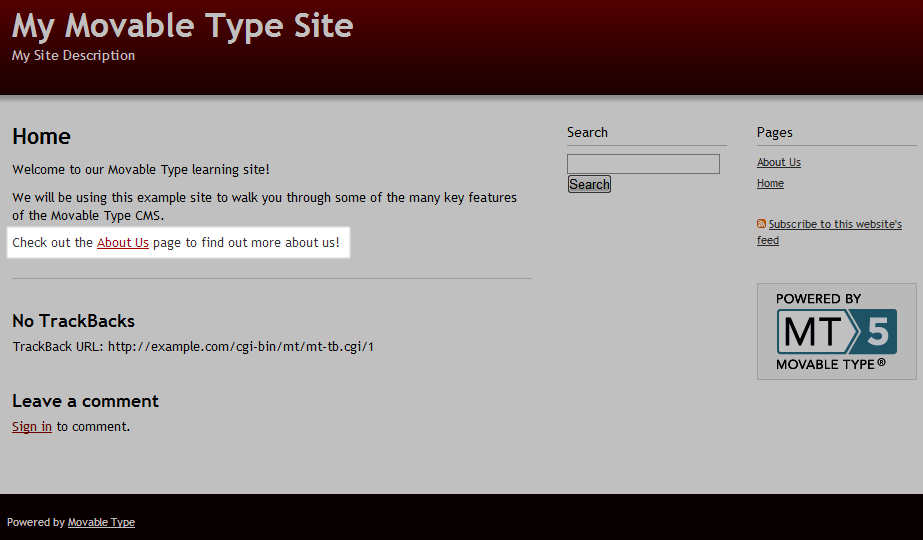 My Movable Type Site
My Site Description
Home
Welcome to our Movable Type learning site!
We will be using this example site to walk you through some of the many key features
of the Movable Type CMS.
Check out the About Us page to find out more about us!
No TrackBacks
TrackBack URL: http://example.com/cgi-bin/mt/mt-tb.cgi/1
Leave a comment
Sign in to comment.
Search
Search
Pages
About Us
Home
Subscribe to this website's
feed
POWERED BY
MT 5
MOVABLE TYPE®
Powered by Movable Type